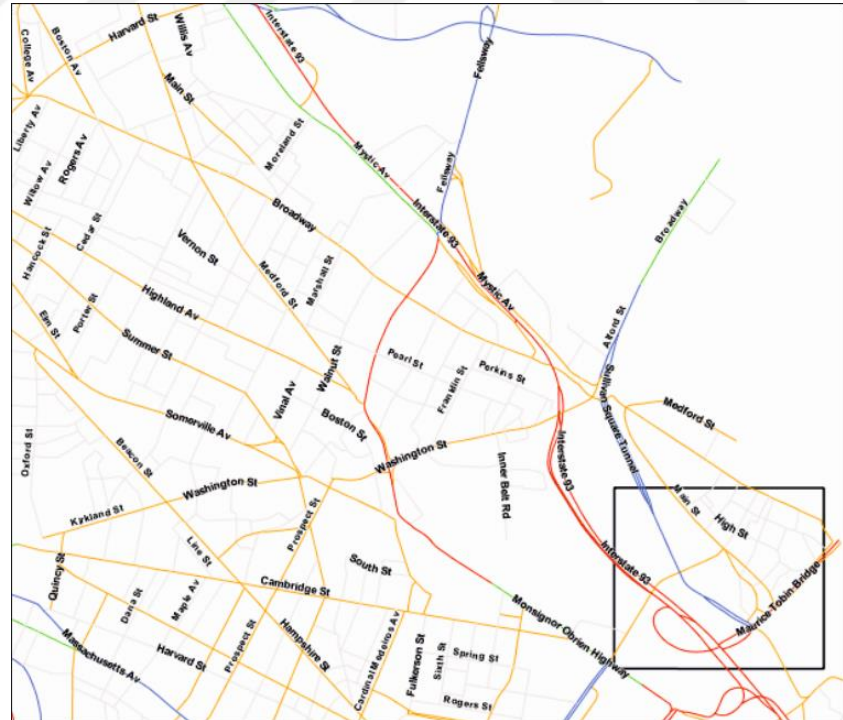 Harvard St
Willis Av
Interstate 93
College Av
Boston Av
Fellsway
Main St
Liberty Av
Rogers Av
Willow Av
Moreland St
Mystic Av
Fellsway
Broadway
Hancock St
Cedar St
Vernon St
Broadway
Interstate 93
Medford St
Marshall St
Mystic Av
Highland Av
Porter St
Elm St
Summer St
Alford St
Pearl St
Perkins St
Walnut St
Franklin St
Vinal Av
Sullivan Square Tunnel
Medford St
Somerville Av
Boston St
Oxford St
Beacon St
Washington St
Interstate 93
Inner Belt Rd
Washington St
Main St
Kirkland St
Prospect St
High St
Line St
Interstate 93
Quincy St
South St
Cambridge St
Maurice Tobin Bridge
Dana St
Maple Av
Monsignor Obrien Highway
Massachusetts Av
Harvard St
Prospect St
Hampshire St
Cardinal Medeiros Av
Fulkerson St
Sixth St
Spring St
Rogers St